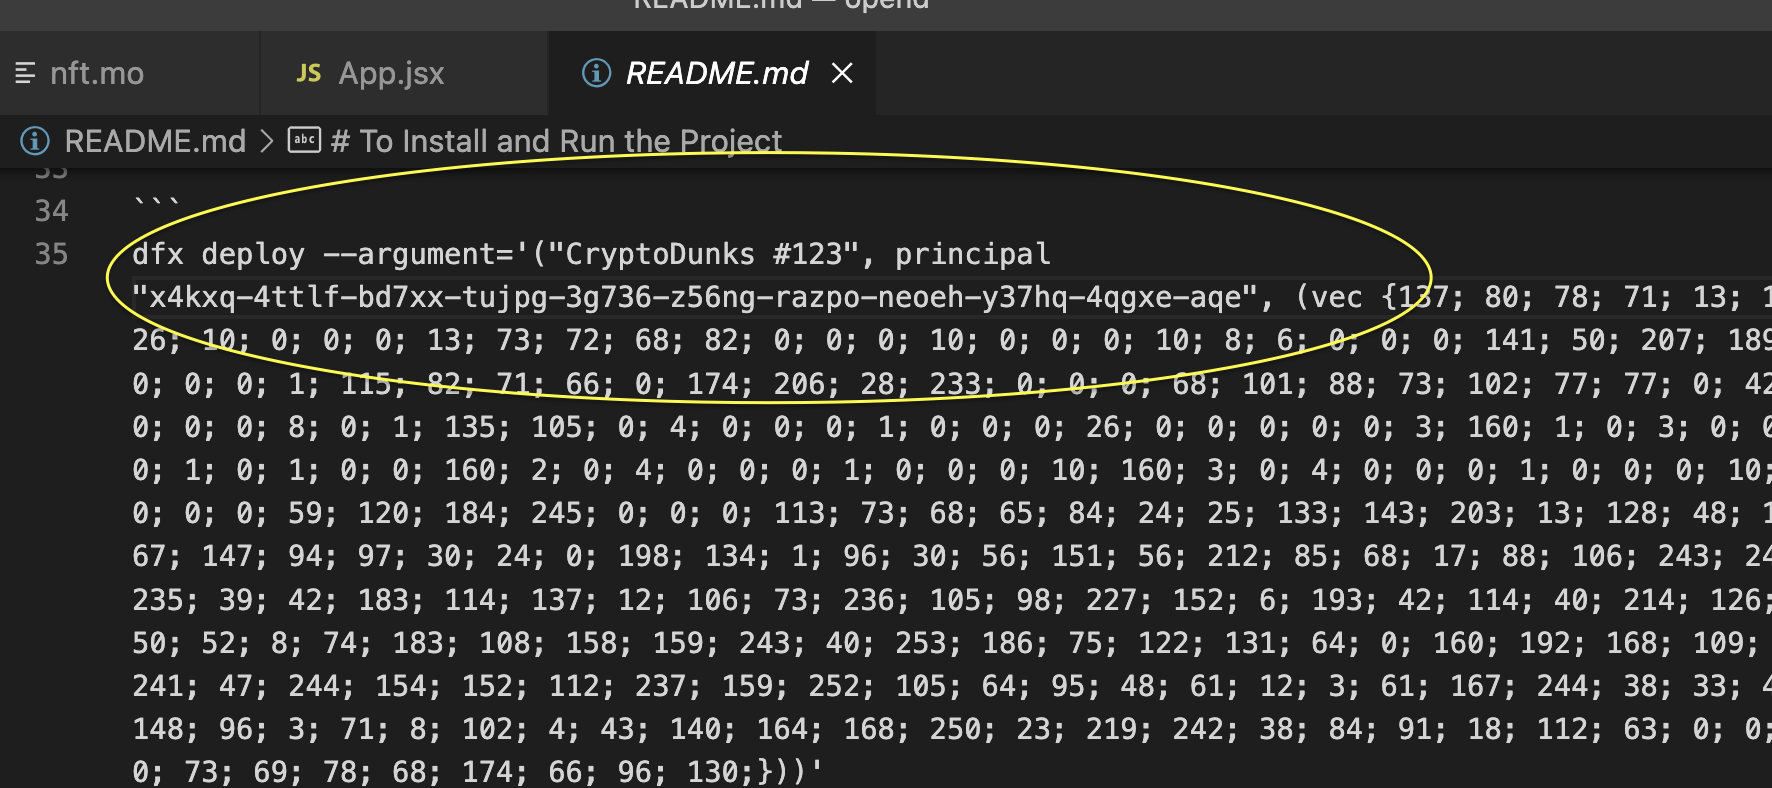 README.md — opend
nft.mo
JS App.jsx
README.md
README.md > abc # To Install and Run the Project
33
34 ```
35 dfx deploy --argument='("CryptoDunks #123", principal
"x4kxq-4ttlf-bd7xx-tujpg-3g736-z56ng-razpo-neoeh-y37hq-4qgxe-aqe", (vec {137; 80; 78; 71; 13; 1
26; 10; 0; 0; 0; 13; 73; 72; 68; 82; 0; 0; 0; 10; 0; 0; 0; 10; 8; 6; 0; 0; 0; 141; 50; 207; 189
0; 0; 0; 1; 115; 82; 71; 66; 0; 174; 206; 28; 233; 0; 0; 0; 68; 101; 88; 73; 102; 77; 77; 0; 42
0; 0; 0; 8; 0; 1; 135; 105; 0; 4; 0; 0; 0; 1; 0; 0; 0; 26; 0; 0; 0; 0; 0; 3; 160; 1; 0; 3; 0; 0
0; 1; 0; 1; 0; 0; 160; 2; 0; 4; 0; 0; 0; 1; 0; 0; 0; 10; 160; 3; 0; 4; 0; 0; 0; 1; 0; 0; 0; 10;
0; 0; 0; 59; 120; 184; 245; 0; 0; 0; 113; 73; 68; 65; 84; 24; 25; 133; 143; 203; 13; 128; 48; 1
67; 147; 94; 97; 30; 24; 0; 198; 134; 1; 96; 30; 56; 151; 56; 212; 85; 68; 17; 88; 106; 243; 24
235; 39; 42; 183; 114; 137; 12; 106; 73; 236; 105; 98; 227; 152; 6; 193; 42; 114; 40; 214; 126;
50; 52; 8; 74; 183; 108; 158; 159; 243; 40; 253; 186; 75; 122; 131; 64; 0; 160; 192; 168; 109;
241; 47; 244; 154; 152; 112; 237; 159; 252; 105; 64; 95; 48; 61; 12; 3; 61; 167; 244; 38; 33; 4
148; 96; 3; 71; 8; 102; 4; 43; 140; 164; 168; 250; 23; 219; 242; 38; 84; 91; 18; 112; 63; 0; 0;
0; 73; 69; 78; 68; 174; 66; 96; 130;}))'